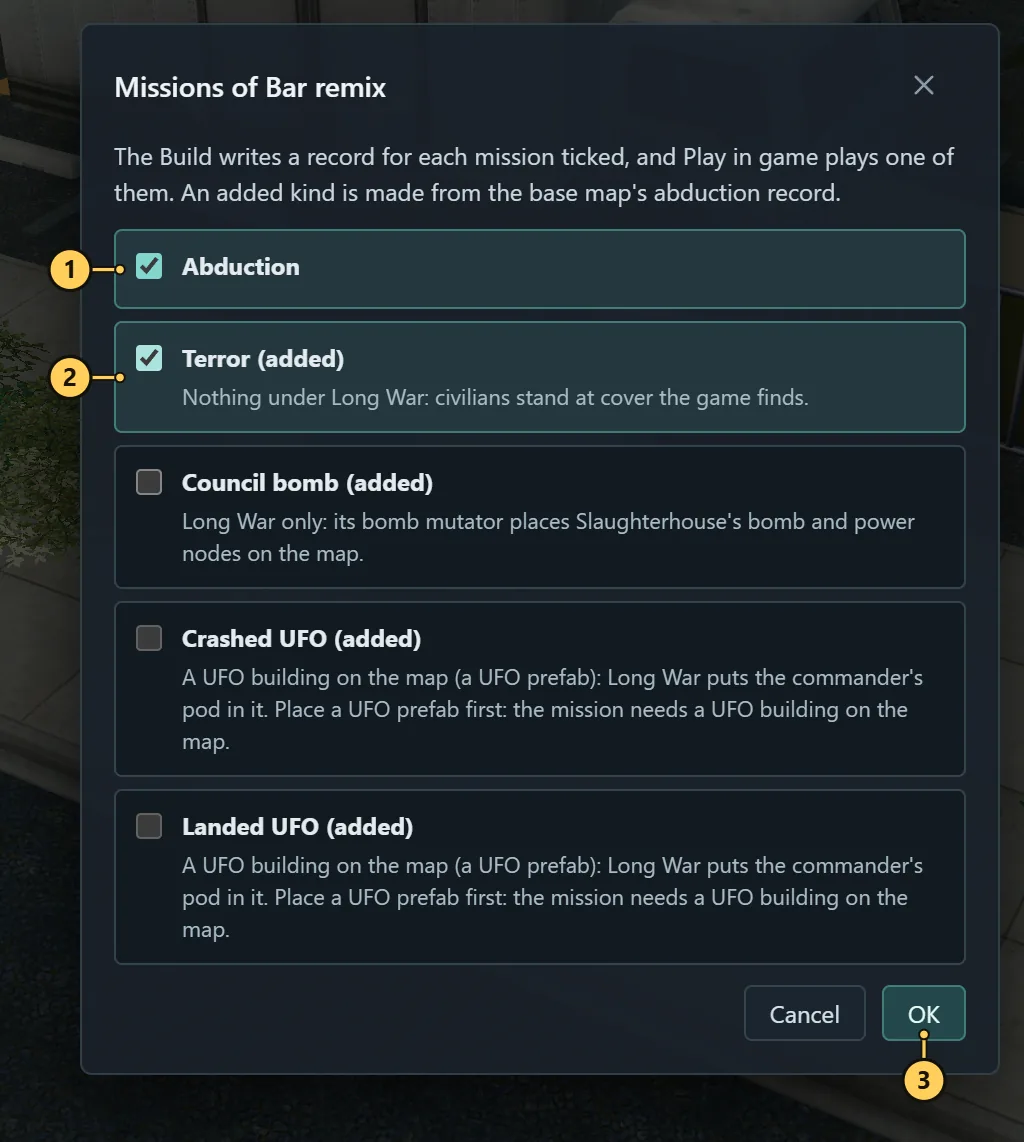 Missions of Bar remix
The Build writes a record for each mission ticked, and Play in game plays one of
them. An added kind is made from the base map's abduction record.
1
Abduction
2
Terror (added)
Nothing under Long War: civilians stand at cover the game finds.
Council bomb (added)
Long War only: its bomb mutator places Slaughterhouse's bomb and power
nodes on the map.
Crashed UFO (added)
A UFO building on the map (a UFO prefab): Long War puts the commander's
pod in it. Place a UFO prefab first: the mission needs a UFO building on the
map.
Landed UFO (added)
A UFO building on the map (a UFO prefab): Long War puts the commander's
pod in it. Place a UFO prefab first: the mission needs a UFO building on the
map.
Cancel
OK
3